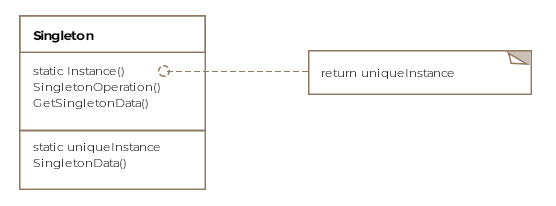 Singleton
static Instance()
SingletonOperation()
GetSingletonData()
return uniqueInstance
static uniqueInstance
SingletonData()